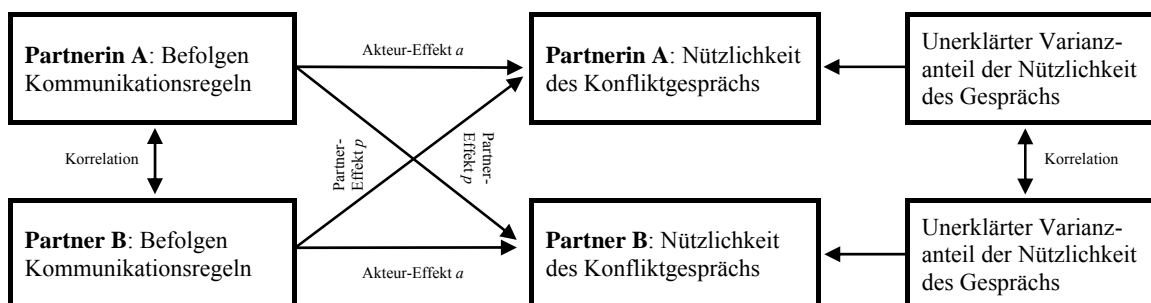 Partnerin A: Befolgen
Kommunikationsregeln
Akteur-Effekt a
Partnerin A: Nützlichkeit
des Konfliktgesprächs
Unerklärter Varianz-
anteil der Nützlichkeit
des Gesprächs
Korrelation
Partner-
Effekt p
Partner-
Effekt p
Korrelation
Partner B: Befolgen
Kommunikationsregeln
Akteur-Effekt a
Partner B: Nützlichkeit
des Konfliktgesprächs
Unerklärter Varianz-
anteil der Nützlichkeit
des Gesprächs